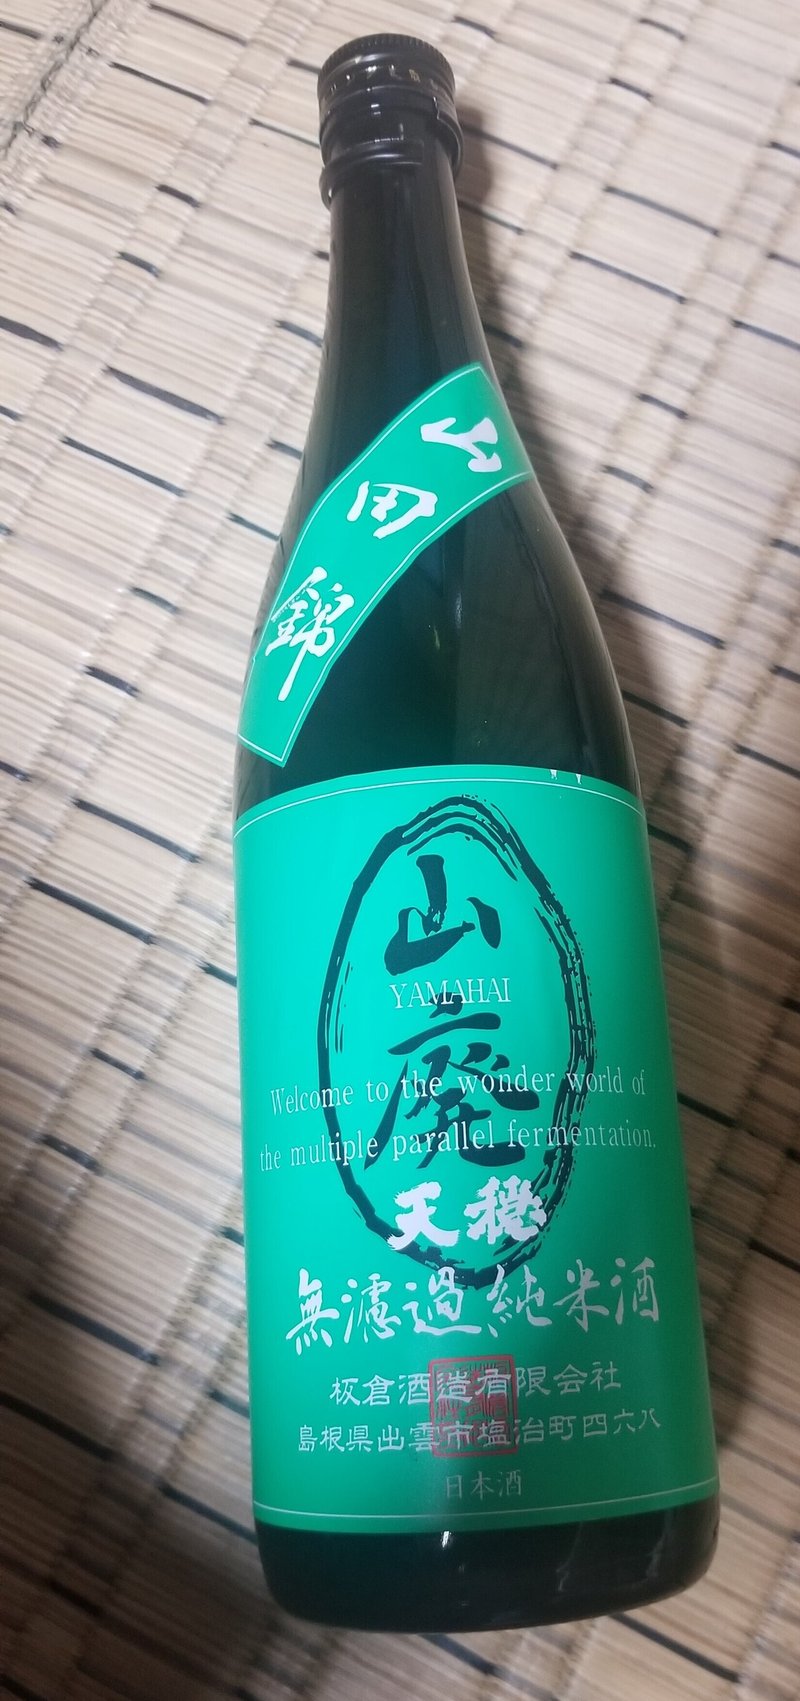 山田錦
山廃
YAMAHAI
Welcome to the wonder world of
the multiple parallel fermentation.
天穏
無濾過純米酒
板倉酒造有限会社
島根県出雲市塩冶町四六八
日本酒